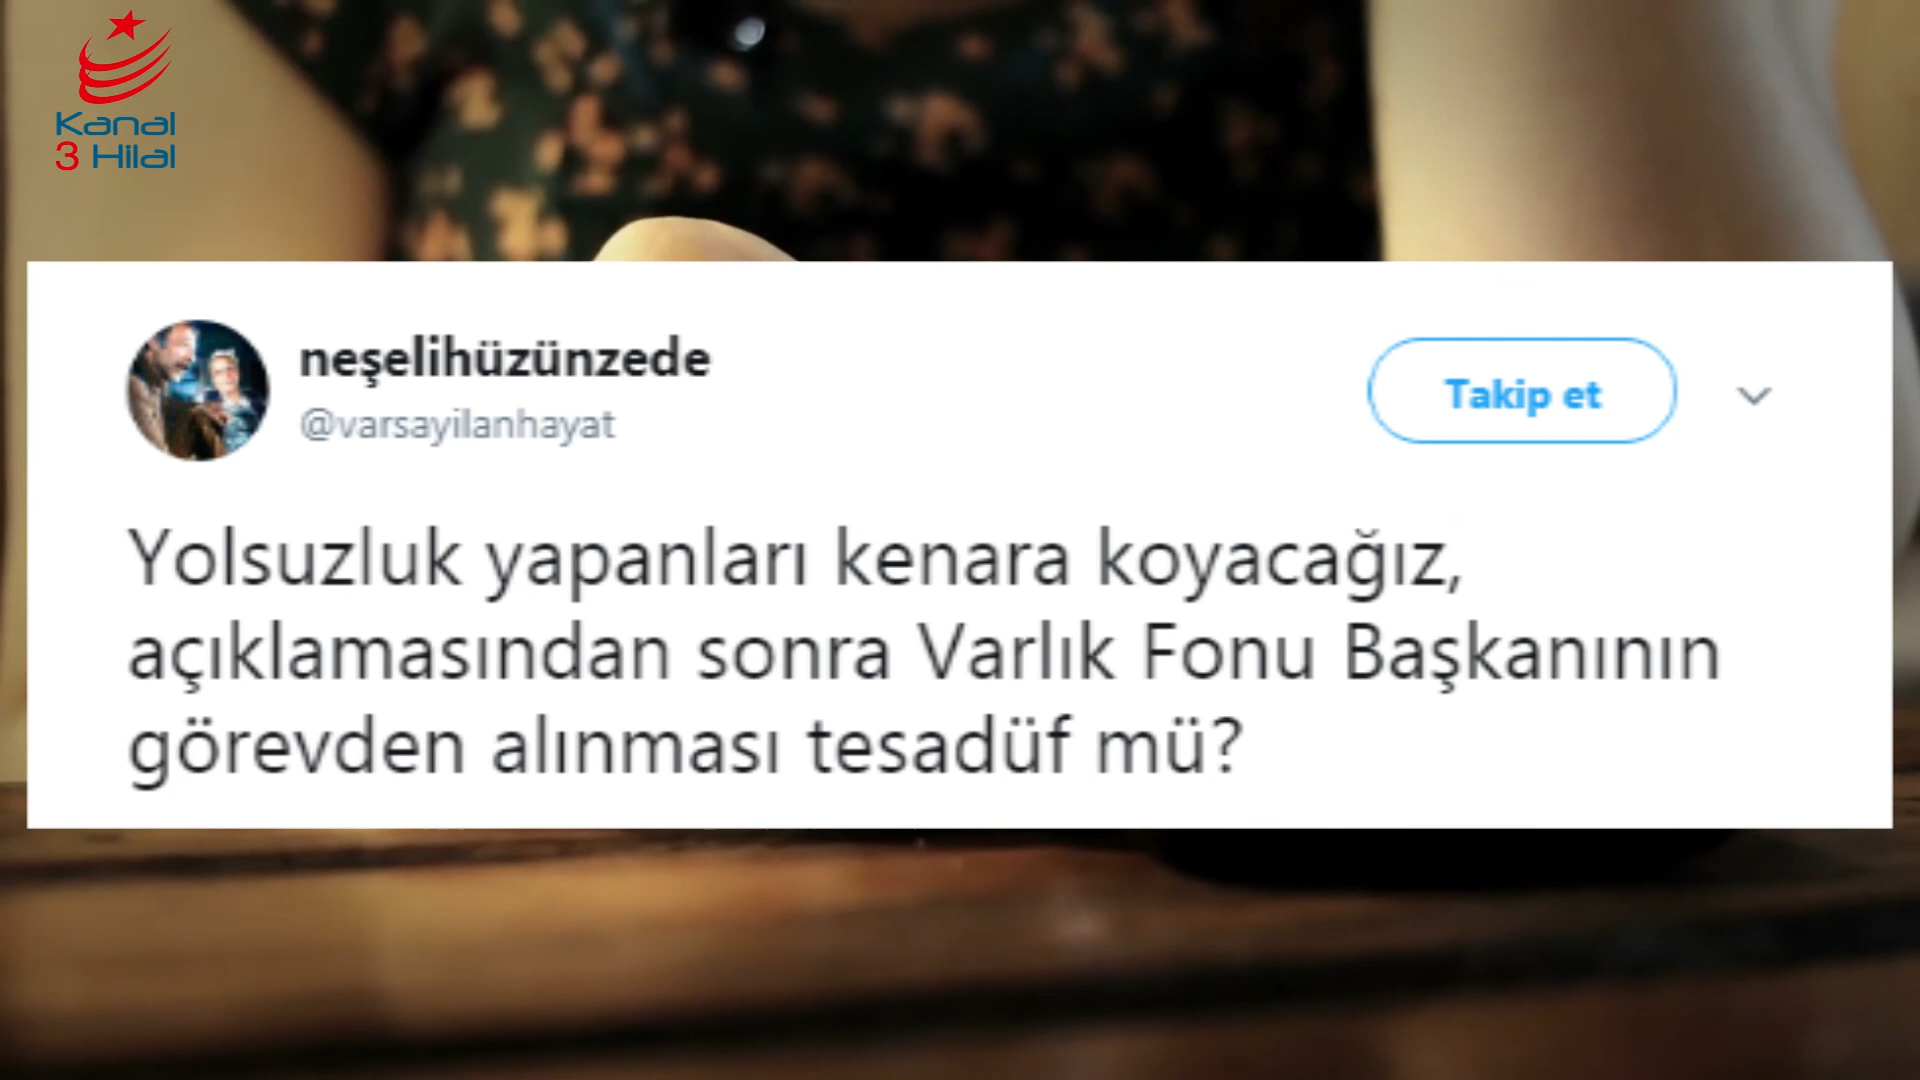 Kanal
3 Hilal
neşelihüzünzede
@varsayilanhayat
Takip et
Yolsuzluk yapanları kenara koyacağız,
açıklamasından sonra Varlık Fonu Başkanının
görevden alınması tesadüf mü?